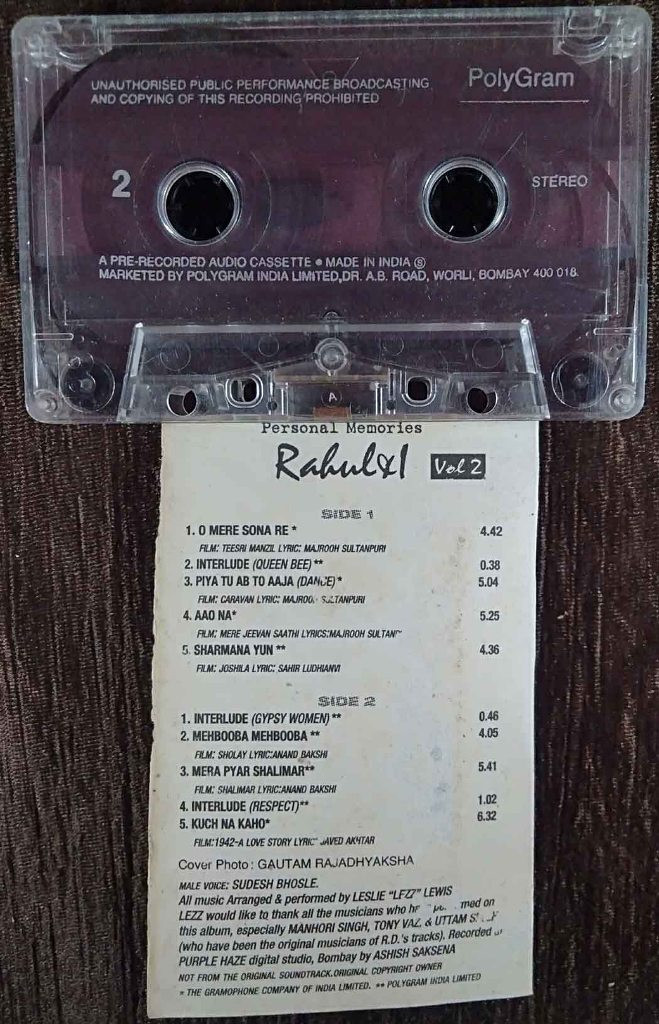 UNAUTHORISED PUBLIC PERFORMANCE BROADCASTING
AND COPYING OF THIS RECORDING PROHIBITED
PolyGram
2
STEREO
A PRE-RECORDED AUDIO CASSETTE ● MADE IN INDIA Ⓢ
MARKETED BY POLYGRAM INDIA LIMITED,DR. A.B. ROAD, WORLI, BOMBAY 400 018.
A
Personal Memories
Rahul&I Vol 2
SIDE 1
1. O MERE SONA RE * 4.42
FILM: TEESRI MANZIL LYRIC: MAJROOH SULTANPURI
2. INTERLUDE (QUEEN BEE) ** 0.38
3. PIYA TU AB TO AAJA (DANCE) * 5.04
FILM: CARAVAN LYRIC: SULTANPURI
4. AAO NA* 5.25
FILM: MERE JEEVAN SAATHI LYRICS:MAJROOH
5. SHARMANA YUN ** 4.36
FILM: JOSHILA LYRIC: SAHIR LUDHIANVI
SIDE 2
1. INTERLUDE (GYPSY WOMEN) ** 0.46
2. MEHBOOBA MEHBOOBA ** 4.05
FILM: SHOLAY LYRIC:ANAND BAKSHI
3. MERA PYAR SHALIMAR** 5.41
FILM: SHALIMAR LYRIC:ANAND BAKSHI
4. INTERLUDE (RESPECT)** 1.02
5. KUCH NA KAHO* 6.32
FILM:1942-A LOVE STORY LYRIC: JAVED AKHTAR
Cover Photo : GAUTAM RAJADHYAKSHA
MALE VOICE: SUDESH BHOSLE.
All music Arranged & performed by LESLIE "LEZZ" LEWIS
LEZZ would like to thank all the musicians who on
this album, especially MANHORI SINGH, TONY VAZ, & UTTAM
(who have been the original musicians of R.D.'s tracks). Recorded
PURPLE HAZE digital studio, Bombay by ASHISH SAKSENA
NOT FROM THE ORIGINAL SOUNDTRACK.ORIGINAL COPYRIGHT OWNER
* THE GRAMOPHONE COMPANY OF INDIA LIMITED. ** POLYGRAM INDIA LIMITED